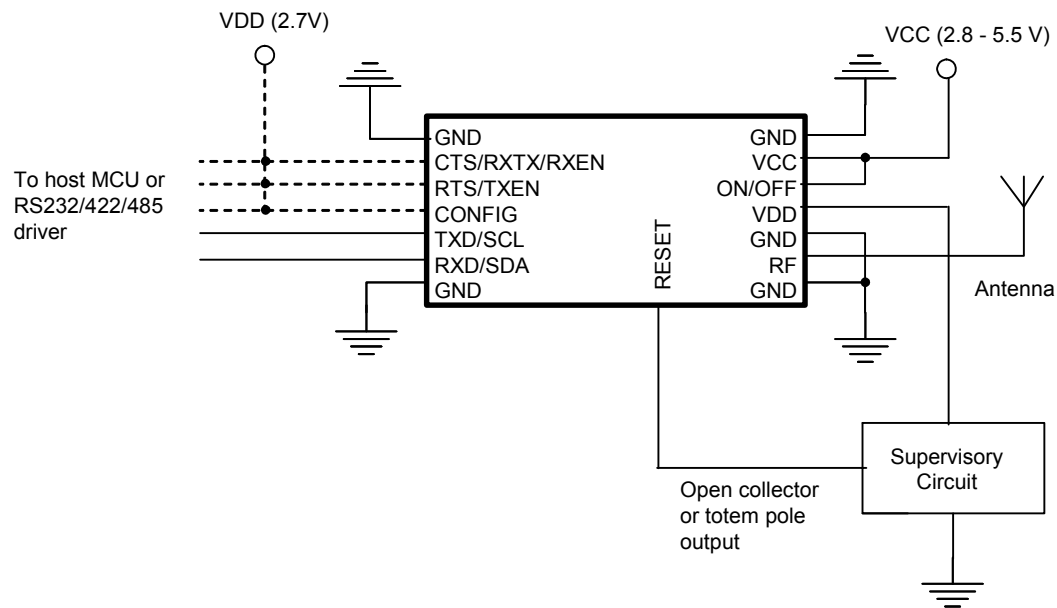 VDD (2.7V)
VCC (2.8 - 5.5 V)
To host MCU or
RS232/422/485
driver
GND
CTS/RXTX/RXEN
RTS/TXEN
CONFIG
TXD/SCL
RXD/SDA
GND
RESET
GND
VCC
ON/OFF
VDD
GND
RF
GND
Antenna
Supervisory
Circuit
Open collector
or totem pole
output